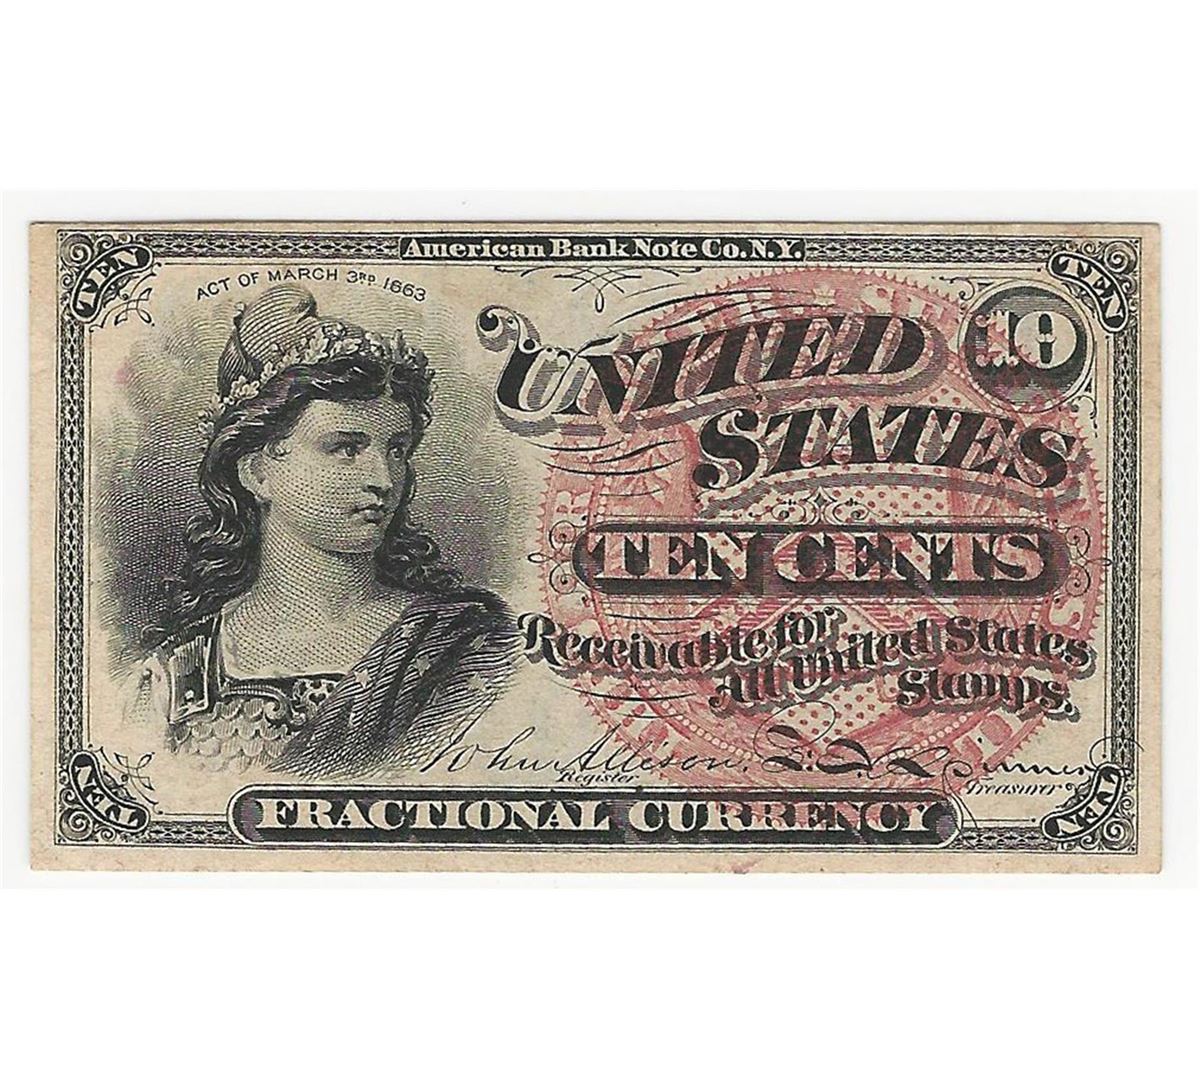 American Bank Note Co. N.Y.
TEN
TEN
ACT OF MARCH 3RD 1863
10
UNITED
STATES
TEN CENTS
Receivable for
All United States
Stamps.
John Allison.
Register
Treasurer
TEN
TEN
FRACTIONAL CURRENCY